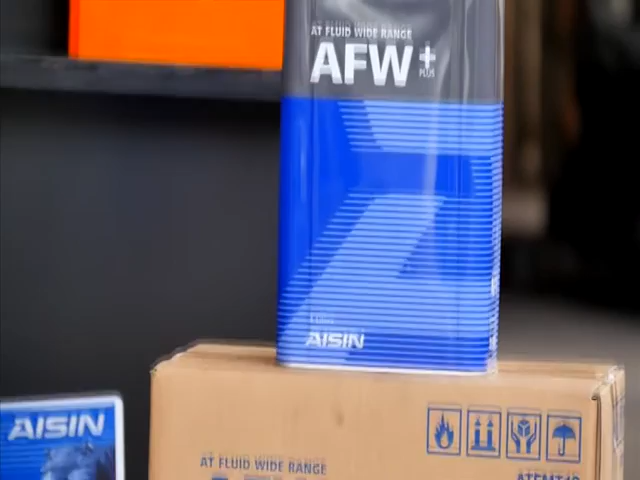 AT FLUID WIDE RANGE
AFW+
PLUS
AISIN
AISIN
AT FLUID WIDE RANGE